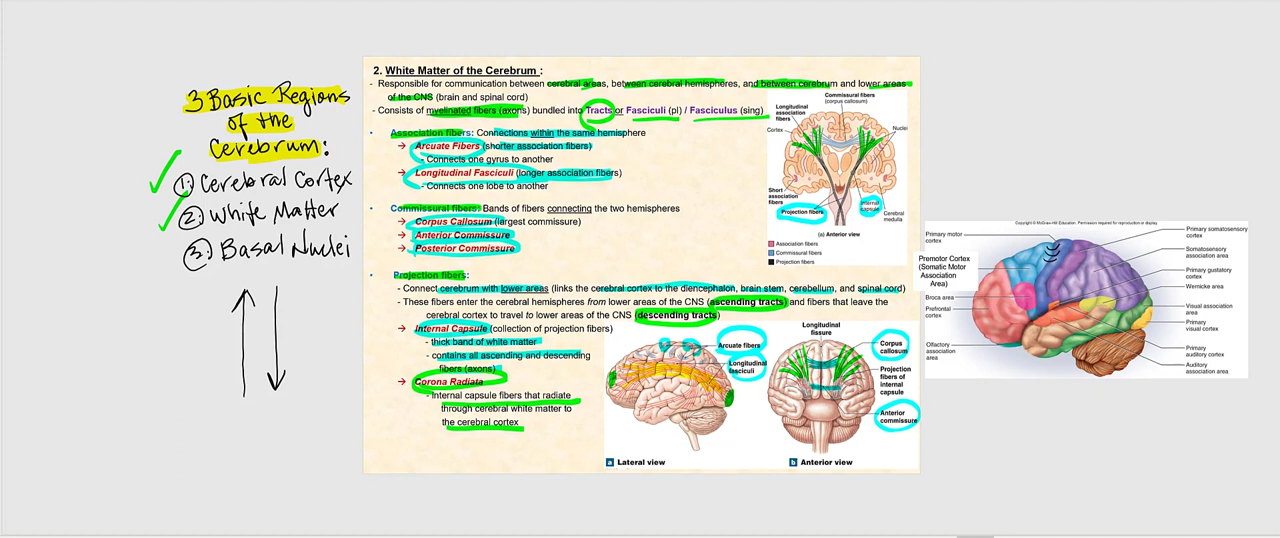 3 Basic Regions
of the
Cerebrum:
1. Cerebral Cortex
2. White Matter
3. Basal Nuclei
2. White Matter of the Cerebrum :
- Responsible for communication between cerebral areas, between cerebral hemispheres, and between cerebrum and lower areas
of the CNS (brain and spinal cord)
- Consists of myelinated fibers (axons) bundled into Tracts or Fasciculi (pl) / Fasciculus (sing)
• Association fibers: Connections within the same hemisphere
→ Arcuate Fibers (shorter association fibers)
- Connects one gyrus to another
→ Longitudinal Fasciculi (longer association fibers)
- Connects one lobe to another
• Commissural fibers: Bands of fibers connecting the two hemispheres
→ Corpus Callosum (largest commissure)
→ Anterior Commissure
→ Posterior Commissure
• Projection fibers:
- Connect cerebrum with lower areas (links the cerebral cortex to the diencephalon, brain stem, cerebellum, and spinal cord)
- These fibers enter the cerebral hemispheres from lower areas of the CNS (ascending tracts) and fibers that leave the
cerebral cortex to travel to lower areas of the CNS (descending tracts)
→ Internal Capsule (collection of projection fibers)
- thick band of white matter
- contains all ascending and descending
fibers (axons)
→ Corona Radiata
- Internal capsule fibers that radiate
through cerebral white matter to
the cerebral cortex
Commissural fibers
(corpus callosum)
Longitudinal
association
fibers
Cortex
Nuclei
Short
association
fibers
Projection fibers
Internal
capsule
Cerebral
medulla
(a) Anterior view
Association fibers
Commissural fibers
Projection fibers
Arcuate fibers
Longitudinal
fasciculi
a Lateral view
Longitudinal
fissure
Corpus
callosum
Projection
fibers of
internal
capsule
Anterior
commissure
b Anterior view
Copyright © McGraw-Hill Education. Permission required for reproduction or display.
Primary motor
cortex
Premotor Cortex
(Somatic Motor
Association
Area)
Broca area
Prefrontal
cortex
Olfactory
association
area
Primary somatosensory
cortex
Somatosensory
association area
Primary gustatory
cortex
Wernicke area
Visual association
area
Primary
visual cortex
Primary
auditory cortex
Auditory
association area